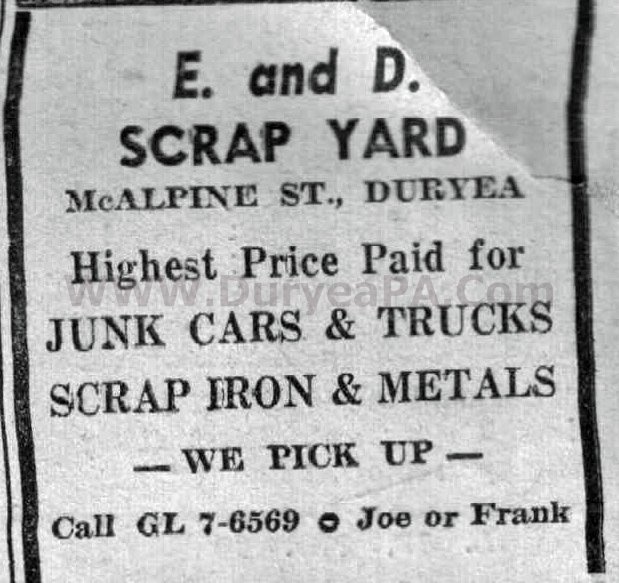 E. and D.
SCRAP YARD
McALPINE ST., DURYEA
Highest Price Paid for
www.DuryeaPA.Com
JUNK CARS & TRUCKS
SCRAP IRON & METALS
— WE PICK UP —
Call GL 7-6569 o Joe or Frank